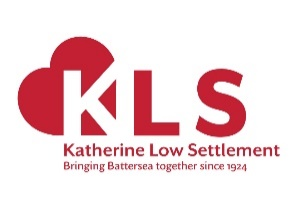 KLS
Katherine Low Settlement
Bringing Battersea together since 1924